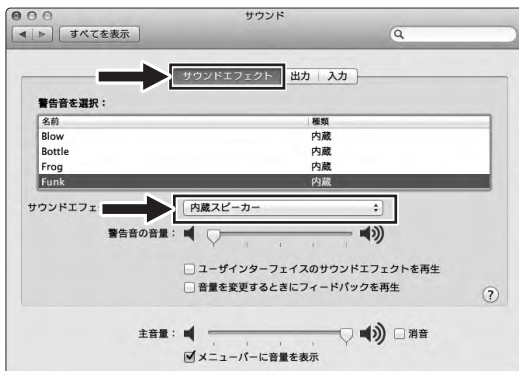 サウンド
すべてを表示
サウンドエフェクト 出力 入力
警告音を選択：
名前 種類
Blow 内蔵
Bottle 内蔵
Frog 内蔵
Funk 内蔵
サウンドエフェ 内蔵スピーカー
警告音の音量：
ユーザインターフェイスのサウンドエフェクトを再生
音量を変更するときにフィードバックを再生
?
主音量： 消音
メニューバーに音量を表示